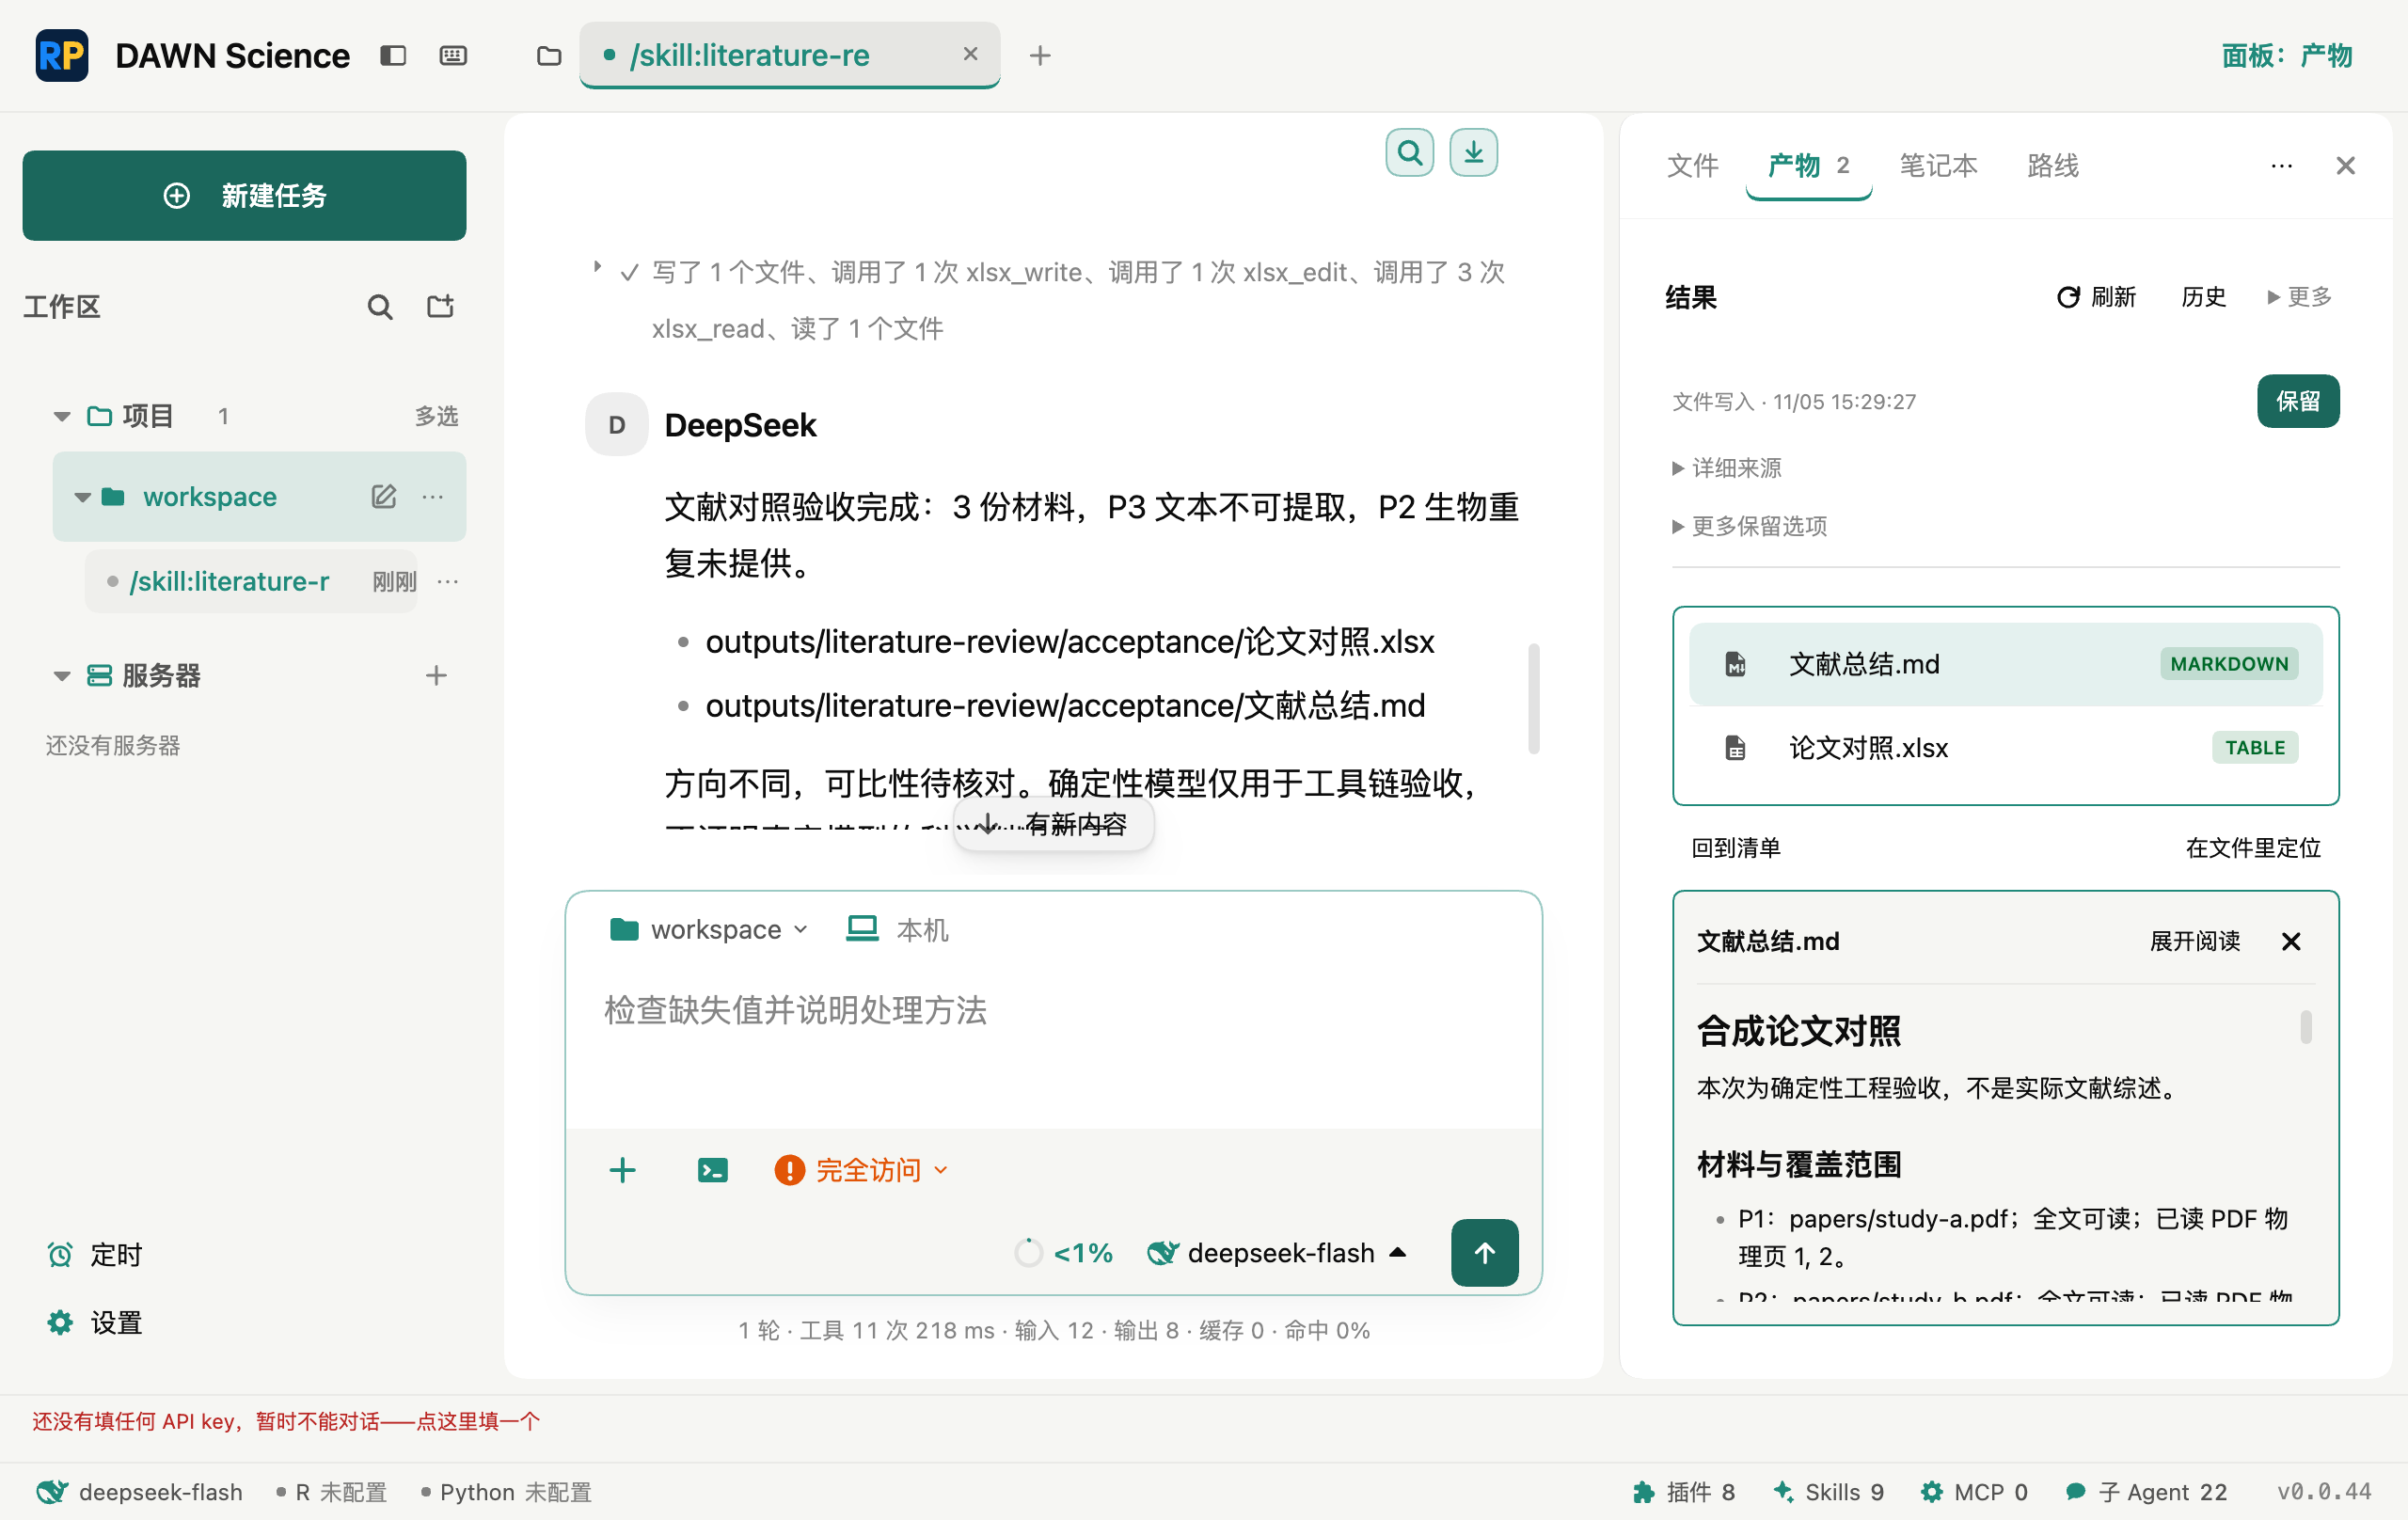 RP DAWN Science
/skill:literature-re
面板：产物
新建任务
工作区
项目 1 多选
workspace
/skill:literature-r 刚刚
服务器
还没有服务器
定时
设置
写了 1 个文件、调用了 1 次 xlsx_write、调用了 1 次 xlsx_edit、调用了 3 次
xlsx_read、读了 1 个文件
D DeepSeek
文献对照验收完成：3 份材料，P3 文本不可提取，P2 生物重
复未提供。
outputs/literature-review/acceptance/论文对照.xlsx
outputs/literature-review/acceptance/文献总结.md
方向不同，可比性待核对。确定性模型仅用于工具链验收，
有新内容
workspace 本机
检查缺失值并说明处理方法
完全访问
<1% deepseek-flash
1 轮 · 工具 11 次 218 ms · 输入 12 · 输出 8 · 缓存 0 · 命中 0%
文件 产物 2 笔记本 路线
结果 刷新 历史 更多
文件写入 · 11/05 15:29:27 保留
详细来源
更多保留选项
文献总结.md MARKDOWN
论文对照.xlsx TABLE
回到清单 在文件里定位
文献总结.md 展开阅读
合成论文对照
本次为确定性工程验收，不是实际文献综述。
材料与覆盖范围
P1：papers/study-a.pdf；全文可读；已读 PDF 物
理页 1, 2。
P2：papers/study-b.pdf；全文可读；已读 PDF 物
还没有填任何 API key，暂时不能对话——点这里填一个
deepseek-flash R 未配置 Python 未配置
插件 8 Skills 9 MCP 0 子 Agent 22 v0.0.44